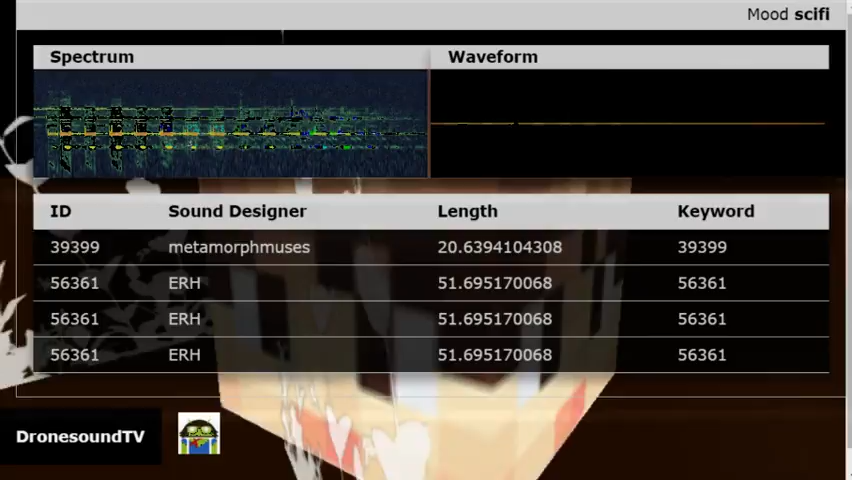 Mood scifi
Spectrum Waveform
ID Sound Designer Length Keyword
39399 metamorphmuses 20.6394104308 39399
56361 ERH 51.695170068 56361
56361 ERH 51.695170068 56361
56361 ERH 51.695170068 56361
DronesoundTV